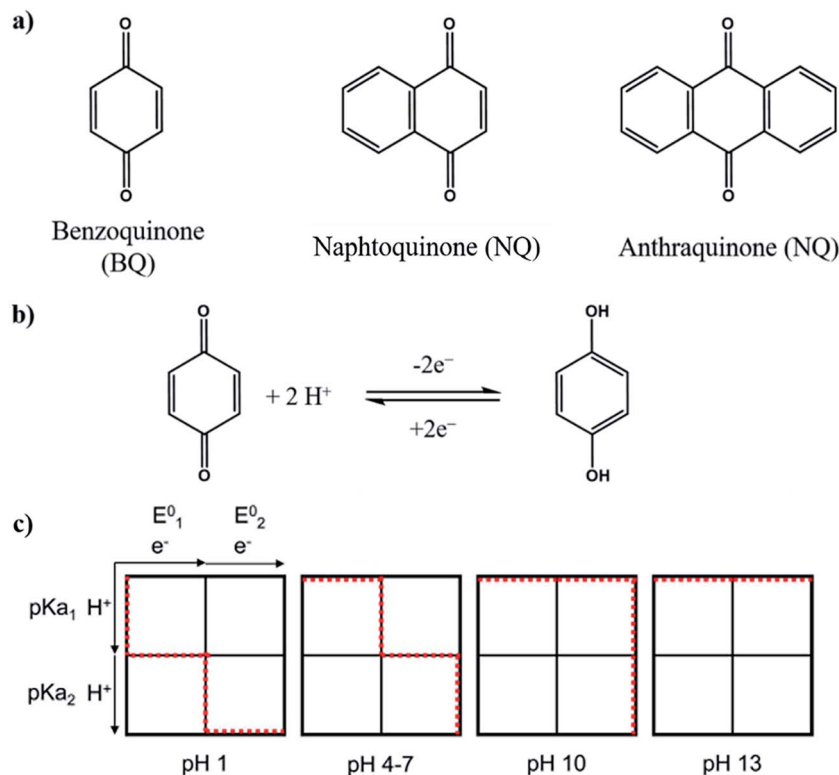 a)
O
O
O
O
O
O
Benzoquinone
(BQ)
Naphtoquinone (NQ)
Anthraquinone (NQ)
b)
O
OH
+ 2 H⁺
-2e⁻
+2e⁻
O
OH
c)
E⁰₁
E⁰₂
e⁻
e⁻
pKa₁ H⁺
pKa₂ H⁺
pH 1
pH 4-7
pH 10
pH 13